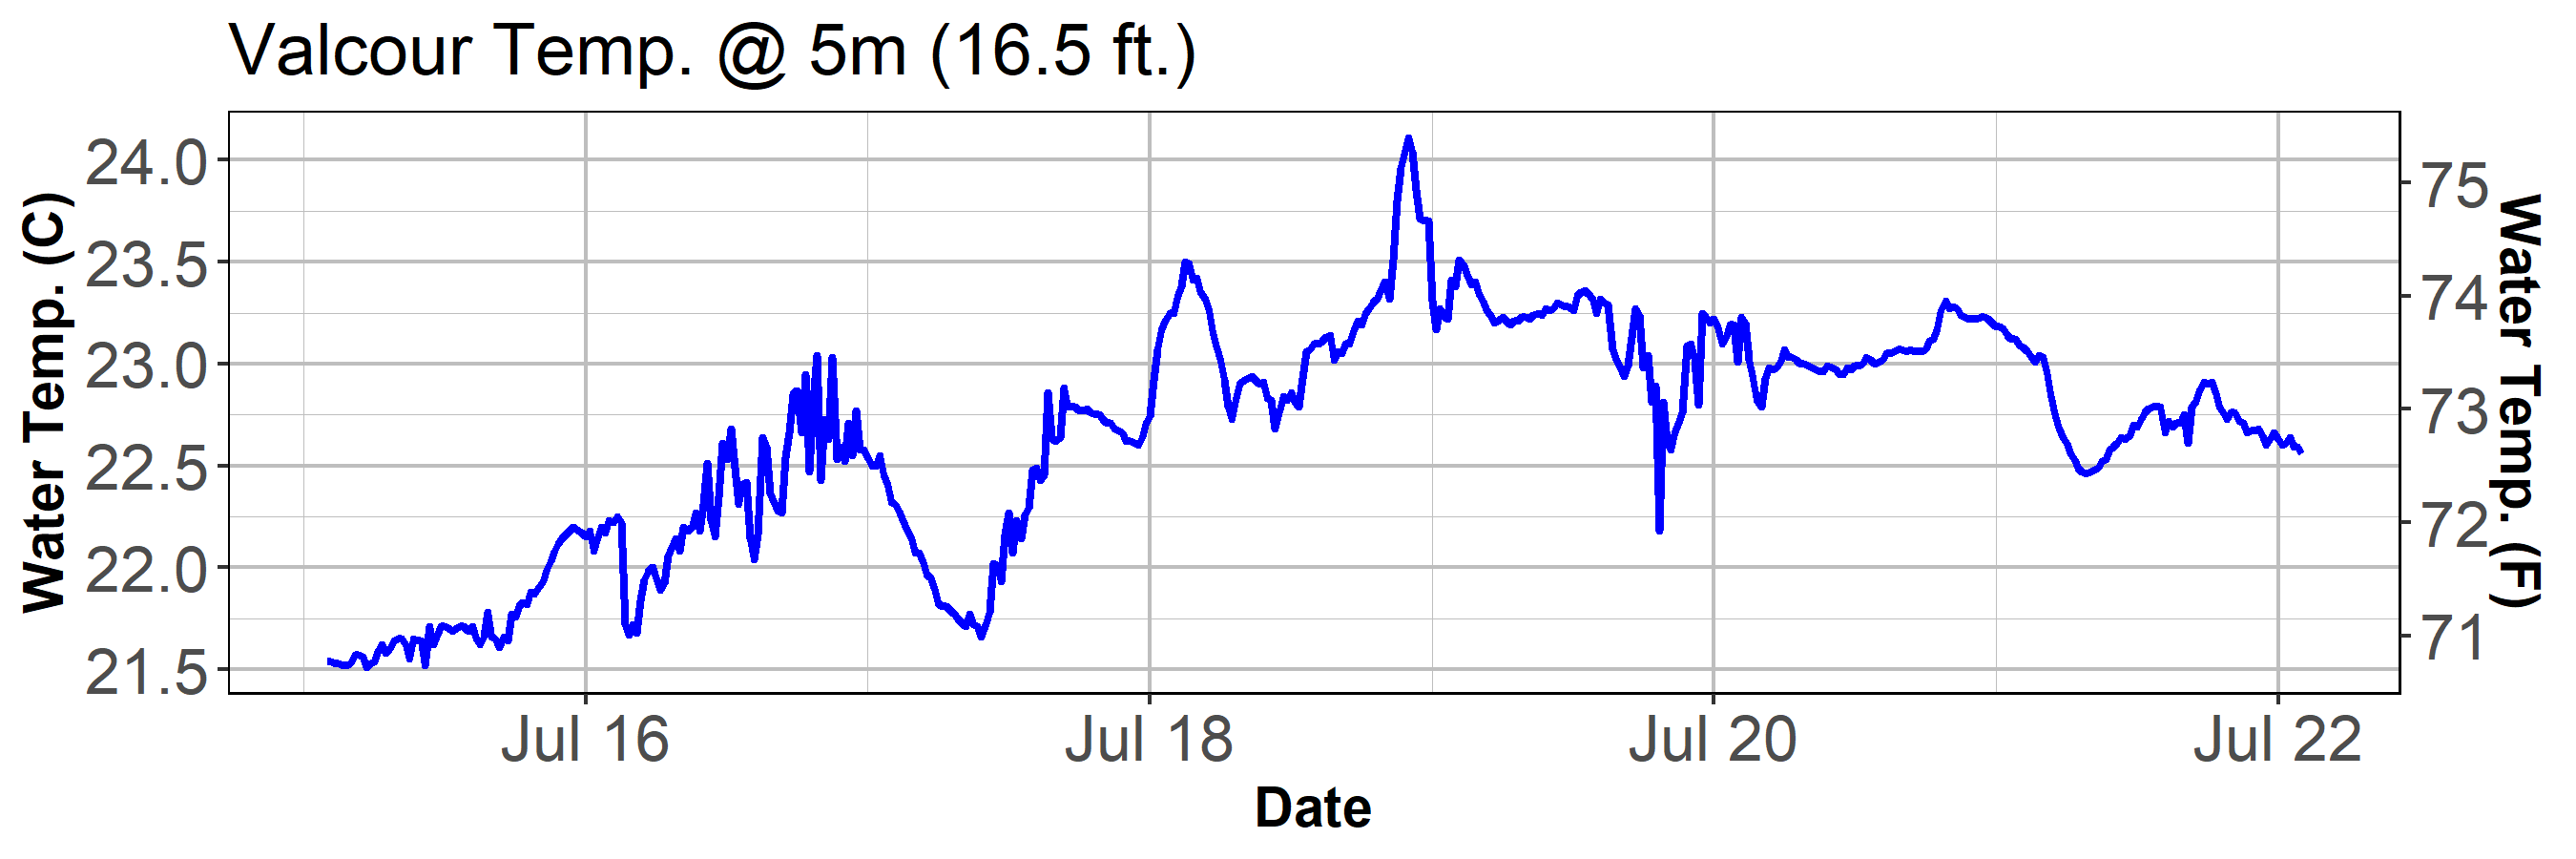 Valcour Temp. @ 5m (16.5 ft.)
Water Temp. (C)
24.0
23.5
23.0
22.5
22.0
21.5
75
74
73
72
71
Water Temp. (F)
Jul 16
Jul 18
Jul 20
Jul 22
Date